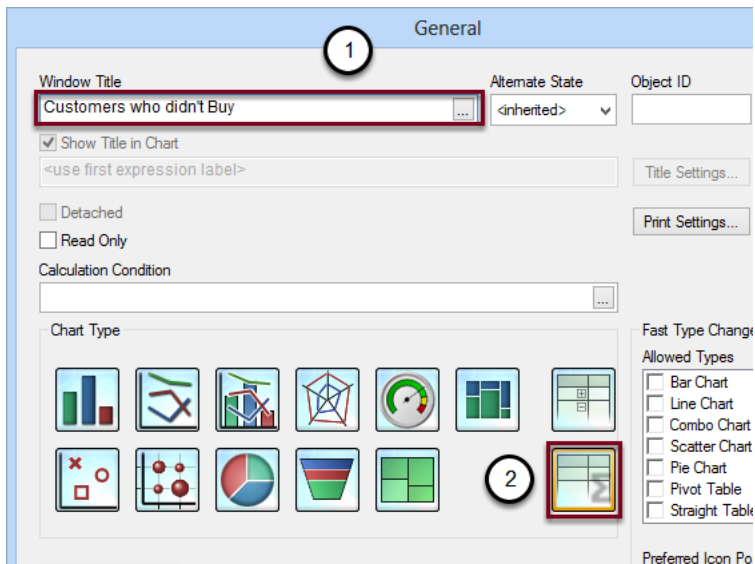 General
1
Window Title
Alternate State
Object ID
Customers who didn't Buy
...
<inherited>
Show Title in Chart
<use first expression label>
Title Settings...
Detached
Print Settings...
Read Only
Calculation Condition
...
Chart Type
Fast Type Change
Allowed Types
Bar Chart
Line Chart
Combo Chart
Scatter Chart
Pie Chart
Pivot Table
Straight Table
2
Preferred Icon Po